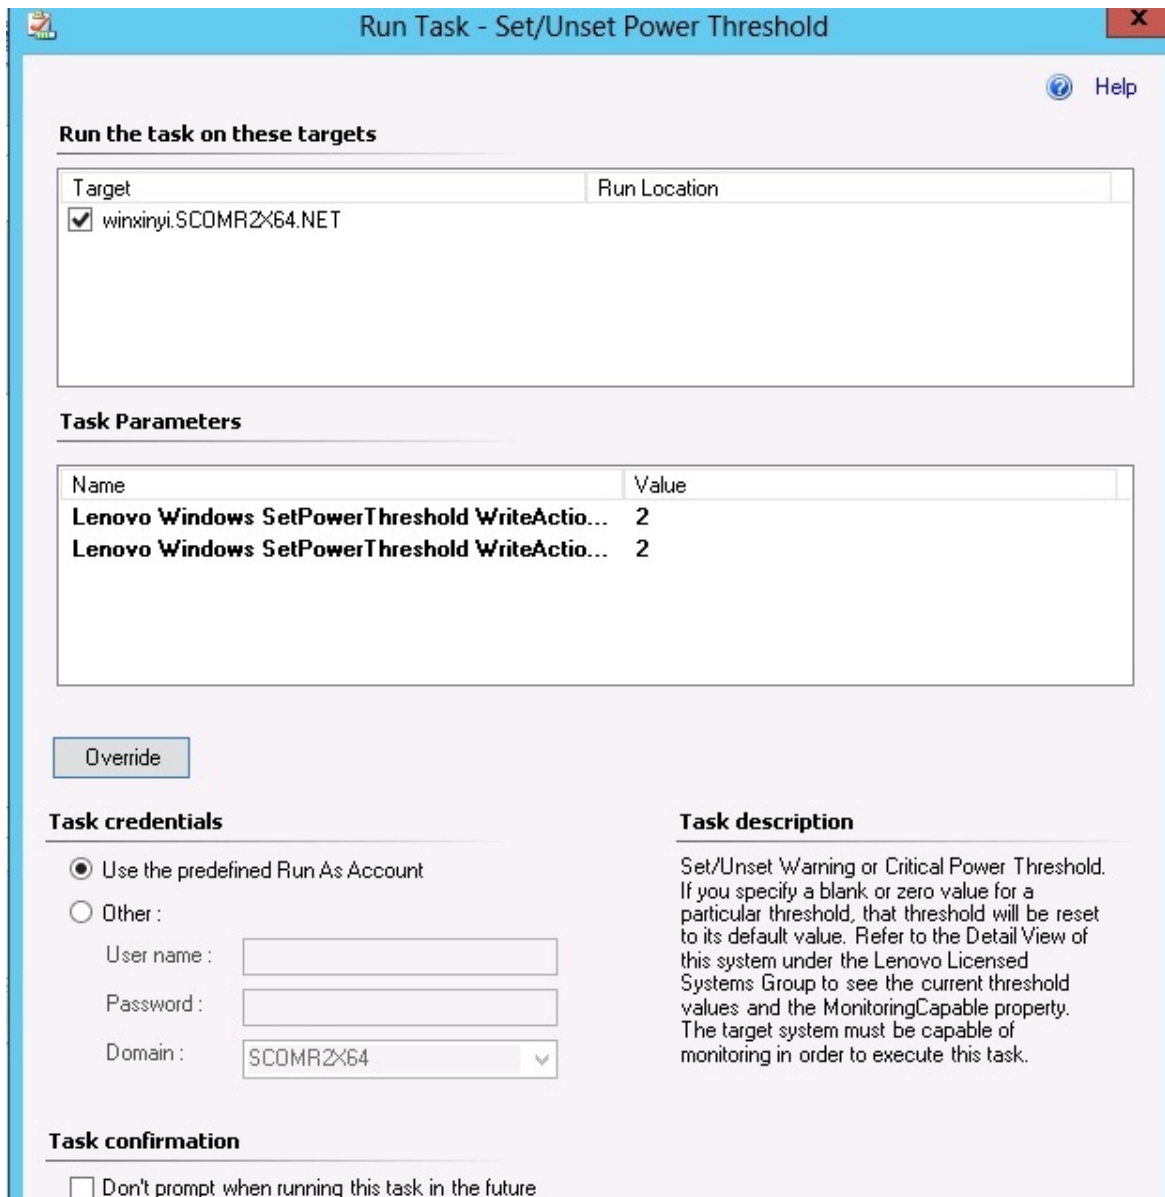 Run Task - Set/Unset Power Threshold
x
Help
Run the task on these targets
Target Run Location
winxinyi.SCOMR2X64.NET
Task Parameters
Name Value
Lenovo Windows SetPowerThreshold WriteActio... 2
Lenovo Windows SetPowerThreshold WriteActio... 2
Override
Task credentials
Use the predefined Run As Account
Other :
User name :
Password :
Domain : SCOMR2X64
Task description
Set/Unset Warning or Critical Power Threshold.
If you specify a blank or zero value for a
particular threshold, that threshold will be reset
to its default value. Refer to the Detail View of
this system under the Lenovo Licensed
Systems Group to see the current threshold
values and the MonitoringCapable property.
The target system must be capable of
monitoring in order to execute this task.
Task confirmation
Don't prompt when running this task in the future